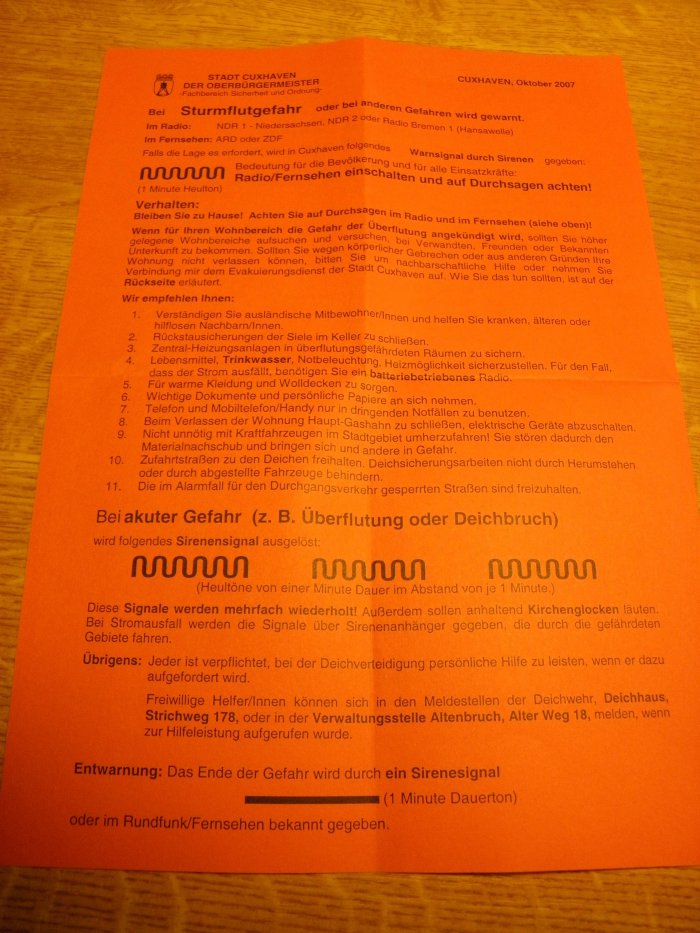 STADT CUXHAVEN
DER OBERBÜRGERMEISTER
-Fachbereich Sicherheit und Ordnung-
CUXHAVEN, Oktober 2007
Bei Sturmflutgefahr oder bei anderen Gefahren wird gewarnt.
Im Radio: NDR 1 - Niedersachsen, NDR 2 oder Radio Bremen 1 (Hansawelle)
Im Fernsehen: ARD oder ZDF
Falls die Lage es erfordert, wird in Cuxhaven folgendes Warnsignal durch Sirenen gegeben:
Bedeutung für die Bevölkerung und für alle Einsatzkräfte:
Radio/Fernsehen einschalten und auf Durchsagen achten!
(1 Minute Heulton)
Verhalten:
Bleiben Sie zu Hause! Achten Sie auf Durchsagen im Radio und im Fernsehen (siehe oben)!
Wenn für Ihren Wohnbereich die Gefahr der Überflutung angekündigt wird, sollten Sie höher
gelegene Wohnbereiche aufsuchen und versuchen, bei Verwandten, Freunden oder Bekannten
Unterkunft zu bekommen. Sollten Sie wegen körperlicher Gebrechen oder aus anderen Gründen Ihre
Wohnung nicht verlassen können, bitten Sie um nachbarschaftliche Hilfe oder nehmen Sie
Verbindung mir dem Evakuierungsdienst der Stadt Cuxhaven auf. Wie Sie das tun sollten, ist auf der
Rückseite erläutert.
Wir empfehlen Ihnen:
1. Verständigen Sie ausländische Mitbewohner/Innen und helfen Sie kranken, älteren oder
hilflosen Nachbarn/Innen.
2. Rückstausicherungen der Siele im Keller zu schließen.
3. Zentral-Heizungsanlagen in überflutungsgefährdeten Räumen zu sichern.
4. Lebensmittel, Trinkwasser, Notbeleuchtung, Heizmöglichkeit sicherzustellen. Für den Fall,
dass der Strom ausfällt, benötigen Sie ein batteriebetriebenes Radio.
5. Für warme Kleidung und Wolldecken zu sorgen.
6. Wichtige Dokumente und persönliche Papiere an sich nehmen.
7. Telefon und Mobiltelefon/Handy nur in dringenden Notfällen zu benutzen.
8. Beim Verlassen der Wohnung Haupt-Gashahn zu schließen, elektrische Geräte abzuschalten.
9. Nicht unnötig mit Kraftfahrzeugen im Stadtgebiet umherzufahren! Sie stören dadurch den
Materialnachschub und bringen sich und andere in Gefahr.
10. Zufahrtstraßen zu den Deichen freihalten. Deichsicherungsarbeiten nicht durch Herumstehen
oder durch abgestellte Fahrzeuge behindern.
11. Die im Alarmfall für den Durchgangsverkehr gesperrten Straßen sind freizuhalten.
Bei akuter Gefahr (z. B. Überflutung oder Deichbruch)
wird folgendes Sirenensignal ausgelöst:
(Heultöne von einer Minute Dauer im Abstand von je 1 Minute.)
Diese Signale werden mehrfach wiederholt! Außerdem sollen anhaltend Kirchenglocken läuten.
Bei Stromausfall werden die Signale über Sirenenanhänger gegeben, die durch die gefährdeten
Gebiete fahren.
Übrigens: Jeder ist verpflichtet, bei der Deichverteidigung persönliche Hilfe zu leisten, wenn er dazu
aufgefordert wird.
Freiwillige Helfer/Innen können sich in den Meldestellen der Deichwehr, Deichhaus,
Strichweg 178, oder in der Verwaltungsstelle Altenbruch, Alter Weg 18, melden, wenn
zur Hilfeleistung aufgerufen wurde.
Entwarnung: Das Ende der Gefahr wird durch ein Sirenesignal
(1 Minute Dauerton)
oder im Rundfunk/Fernsehen bekannt gegeben.